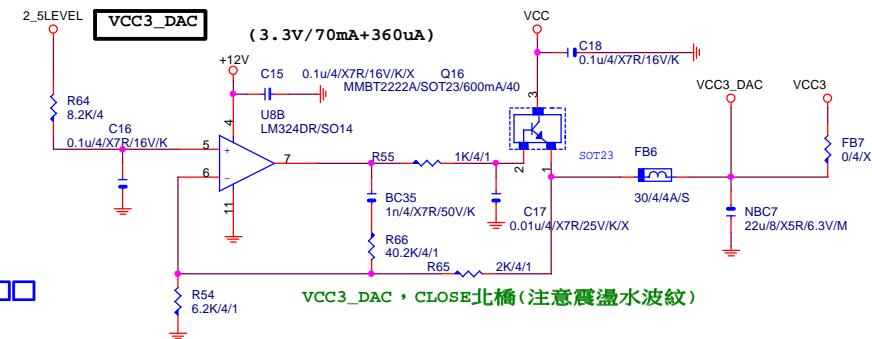 2_5LEVEL
VCC3_DAC
(3.3V/70mA+360uA)
VCC
C18
0.1u/4/X7R/16V/K
+12V
C15
0.1u/4/X7R/16V/K/X
Q16
MMBT2222A/SOT23/600mA/40
VCC3_DAC
VCC3
R64
8.2K/4
C16
0.1u/4/X7R/16V/K
U8B
LM324DR/SO14
4
3
5
+
6
−
7
11
R55
1K/4/1
2
1
SOT23
FB6
30/4/4A/S
FB7
0/4/X
BC35
1n/4/X7R/50V/K
C17
0.01u/4/X7R/25V/K/X
NBC7
22u/8/X5R/6.3V/M
R66
40.2K/4/1
R65
2K/4/1
R54
6.2K/4/1
VCC3_DAC，CLOSE北橋(注意震盪水波紋)